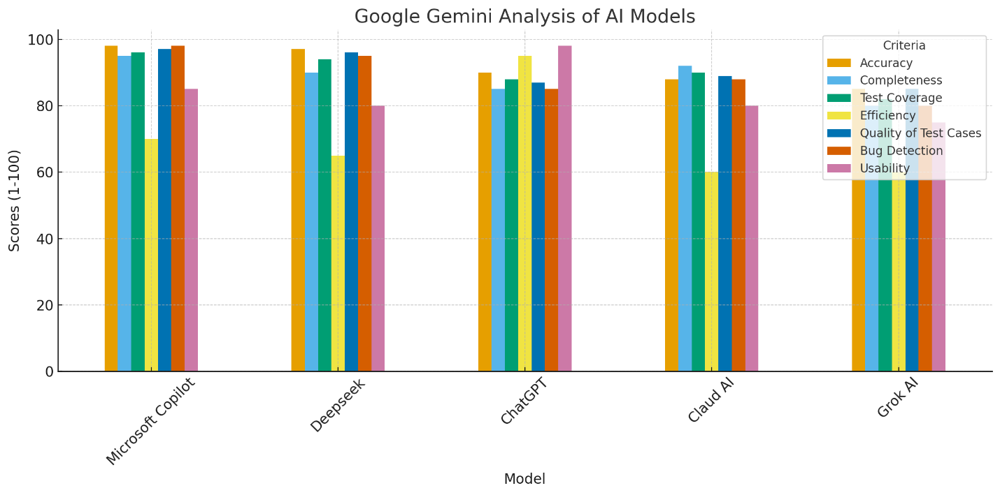 Google Gemini Analysis of AI Models
Scores (1-100)
100
80
60
40
20
0
Criteria
Accuracy
Completeness
Test Coverage
Efficiency
Quality of Test Cases
Bug Detection
Usability
Microsoft Copilot
Deepseek
ChatGPT
Claud AI
Grok AI
Model